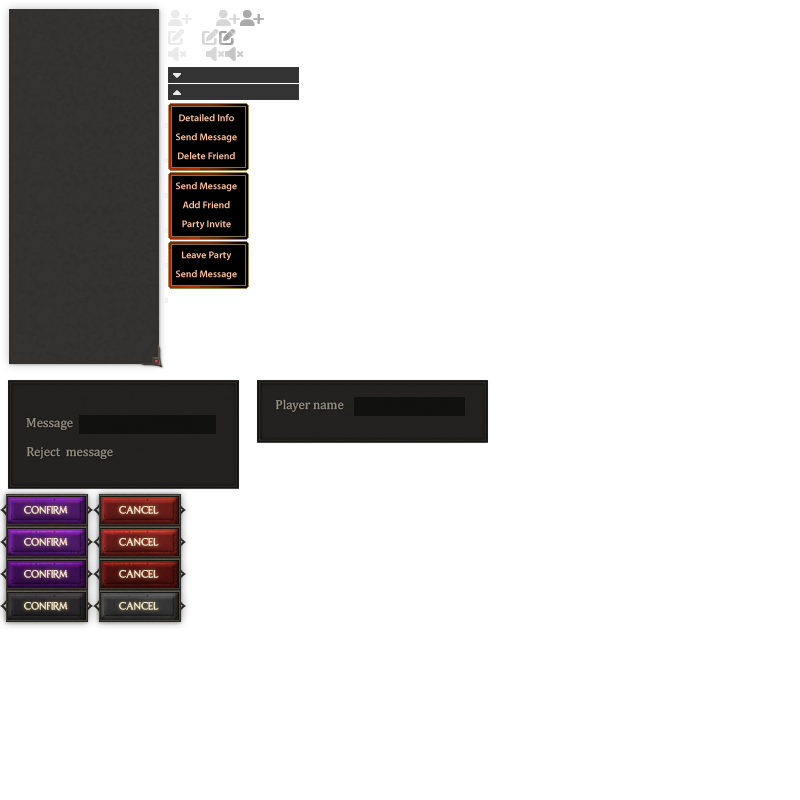 Detailed Info
Send Message
Delete Friend
Send Message
Add Friend
Party Invite
Leave Party
Send Message
Message
Reject message
Player name
CONFIRM CANCEL
CONFIRM CANCEL
CONFIRM CANCEL
CONFIRM CANCEL